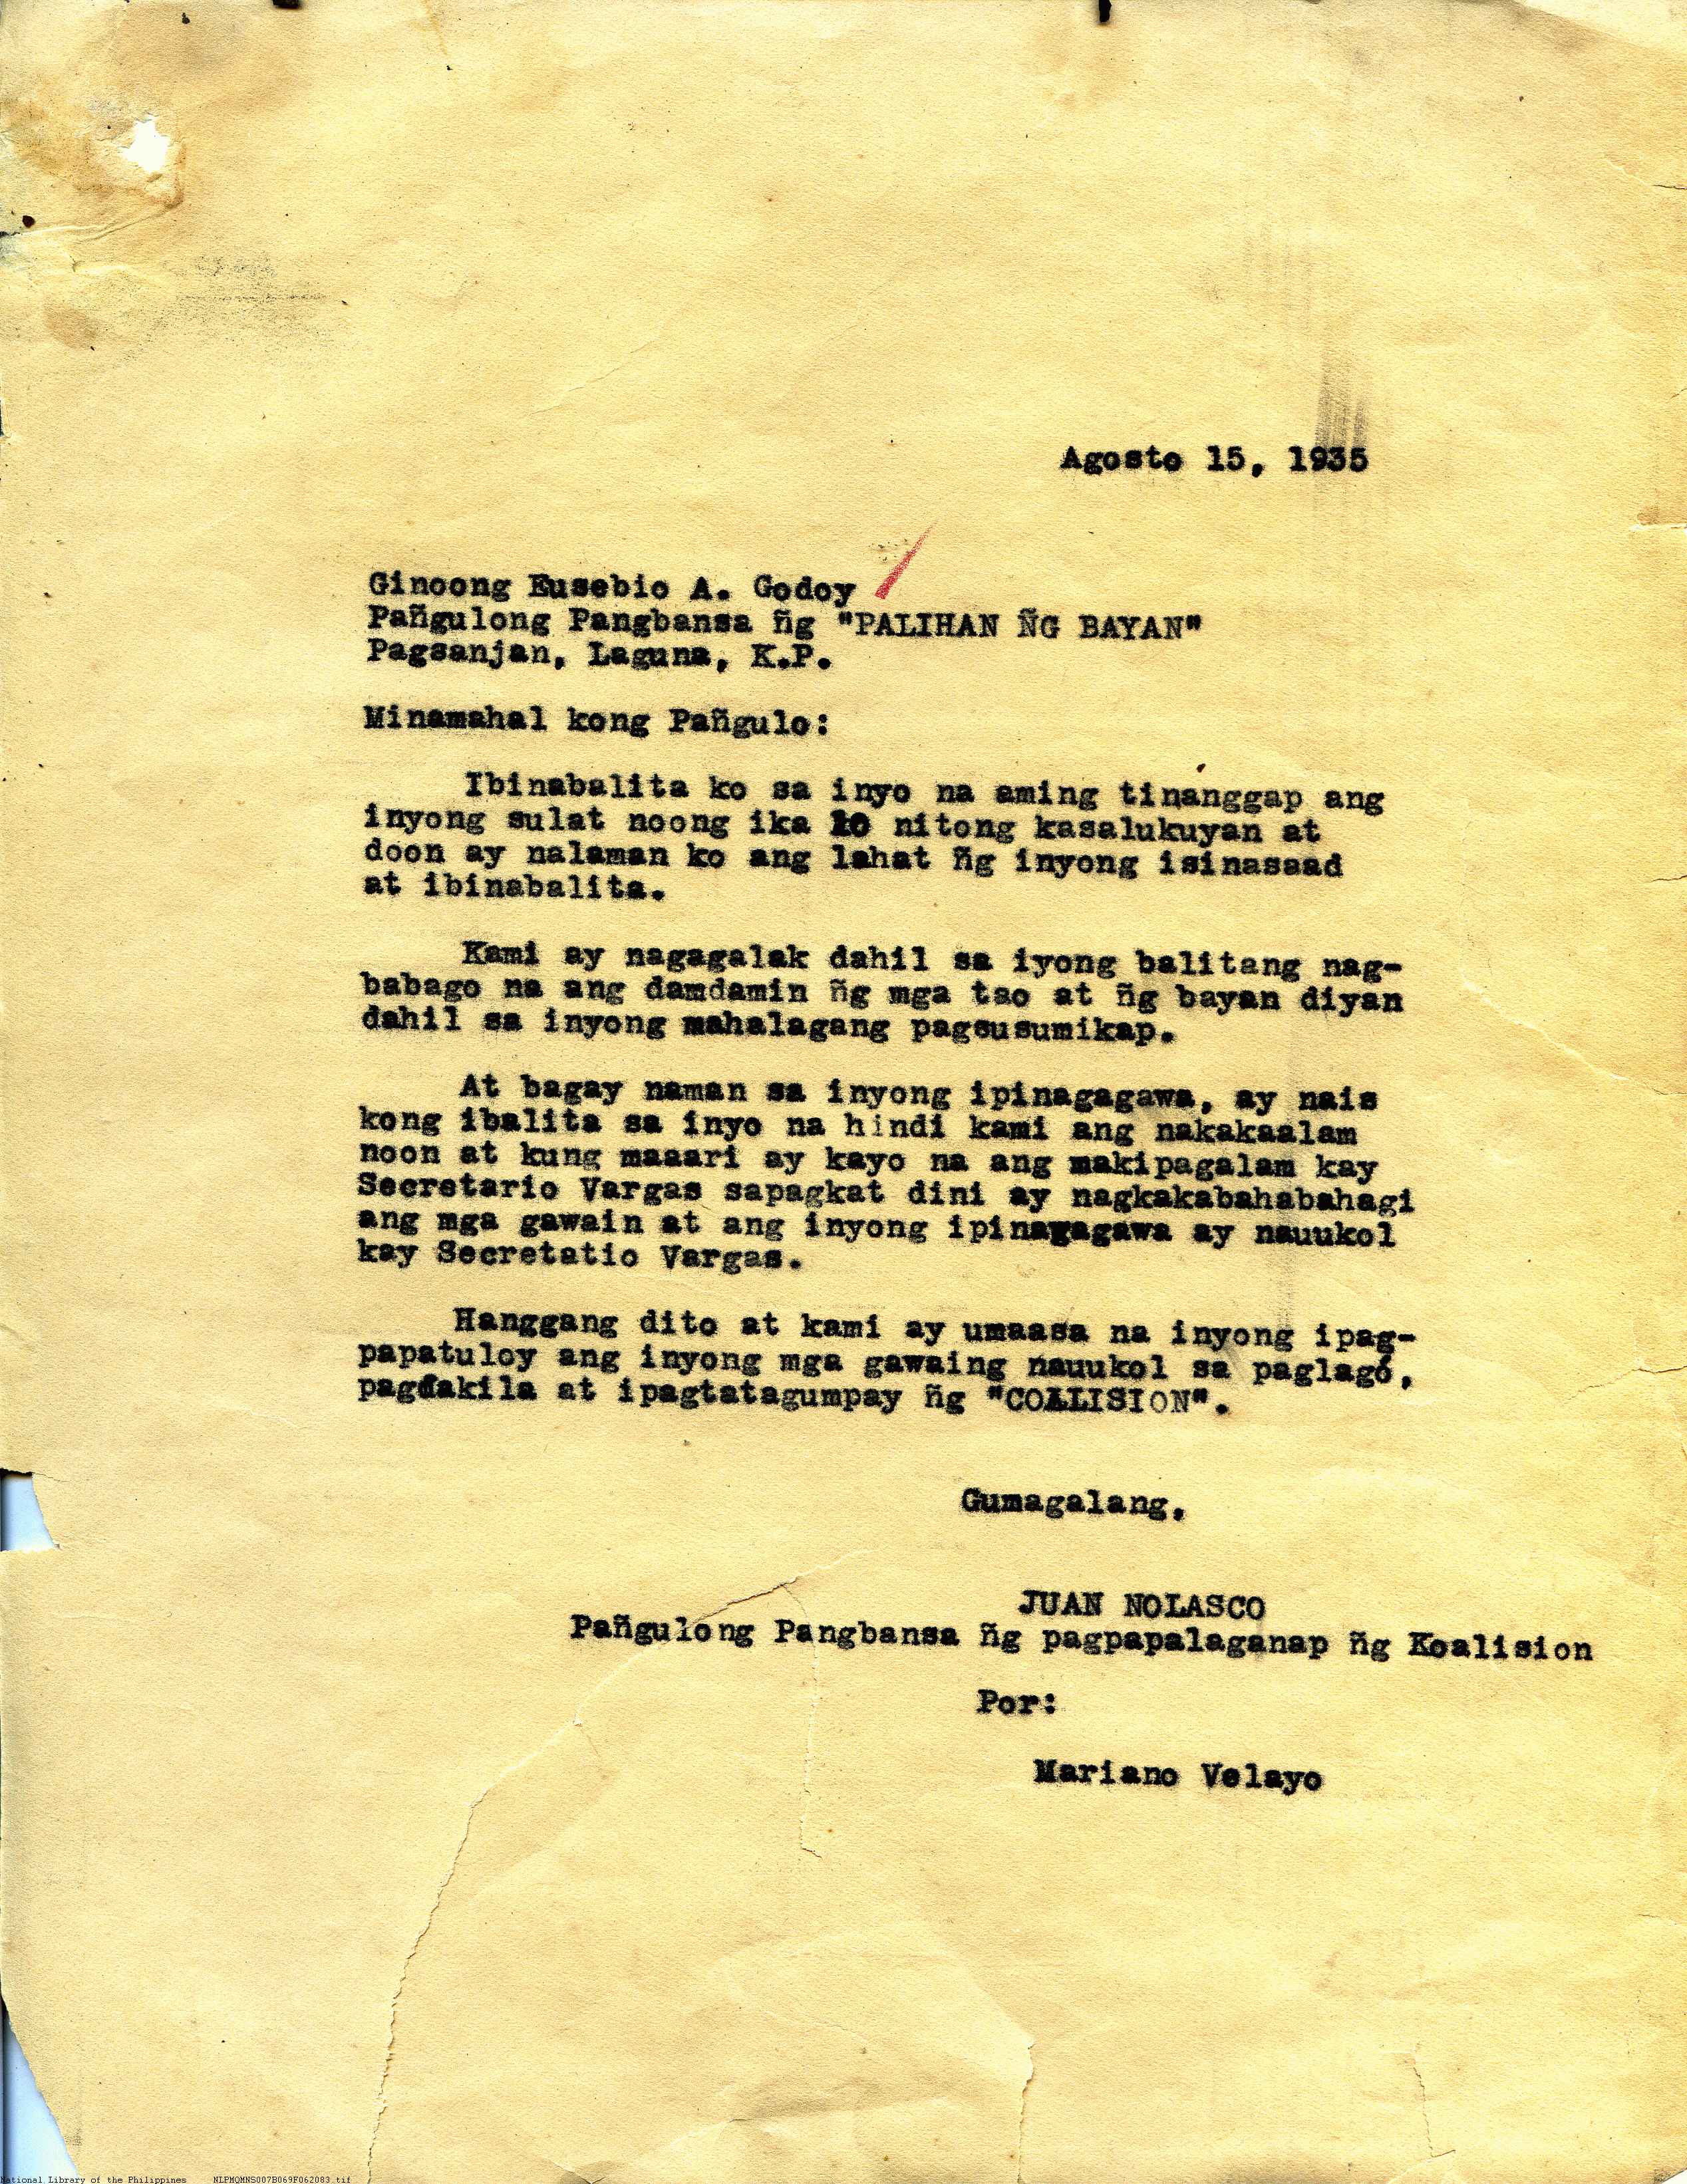 Agosto 15, 1935
Ginoong Eusebio A. Godoy
Pañgulong Pangbansa ñg "PALIHAN ÑG BAYAN"
Pagsanjan, Laguna, K.P.
Minamahal kong Pañgulo:
Ibinabalita ko sa inyo na aming tinanggap ang
inyong sulat noong ika 10 nitong kasalukuyan at
doon ay nalaman ko ang lahat ñg inyong isinasaad
at ibinabalita.
Kami ay nagagalak dahil sa iyong balitang nag-
babago na ang damdamin ñg mga tao at ñg bayan diyan
dahil sa inyong mahalagang pagsusumikap.
At bagay naman sa inyong ipinagagawa, ay nais
kong ibalita sa inyo na hindi kami ang nakakaalam
noon at kung maaari ay kayo na ang makipagalam kay
Secretario Vargas sapagkat dini ay nagkakabahabahagi
ang mga gawain at ang inyong ipinagagawa ay nauukol
kay Secretatio Vargas.
Hanggang dito at kami ay umaasa na inyong ipag-
papatuloy ang inyong mga gawaing nauukol sa paglagó,
pagdakila at ipagtatagumpay ñg "COALISION".
Gumagalang,
JUAN NOLASCO
Pañgulong Pangbansa ñg pagpapalaganap ñg Koalision
Por:
Mariano Velayo
National Library of the Philippines NLPMQMNS007B069F062083.tif